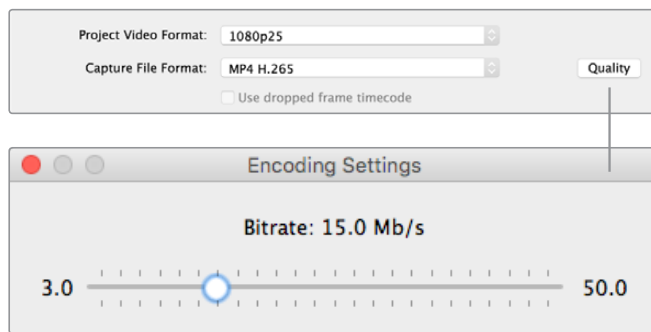 Project Video Format: 1080p25
Capture File Format: MP4 H.265 Quality
Use dropped frame timecode
Encoding Settings
Bitrate: 15.0 Mb/s
3.0 50.0